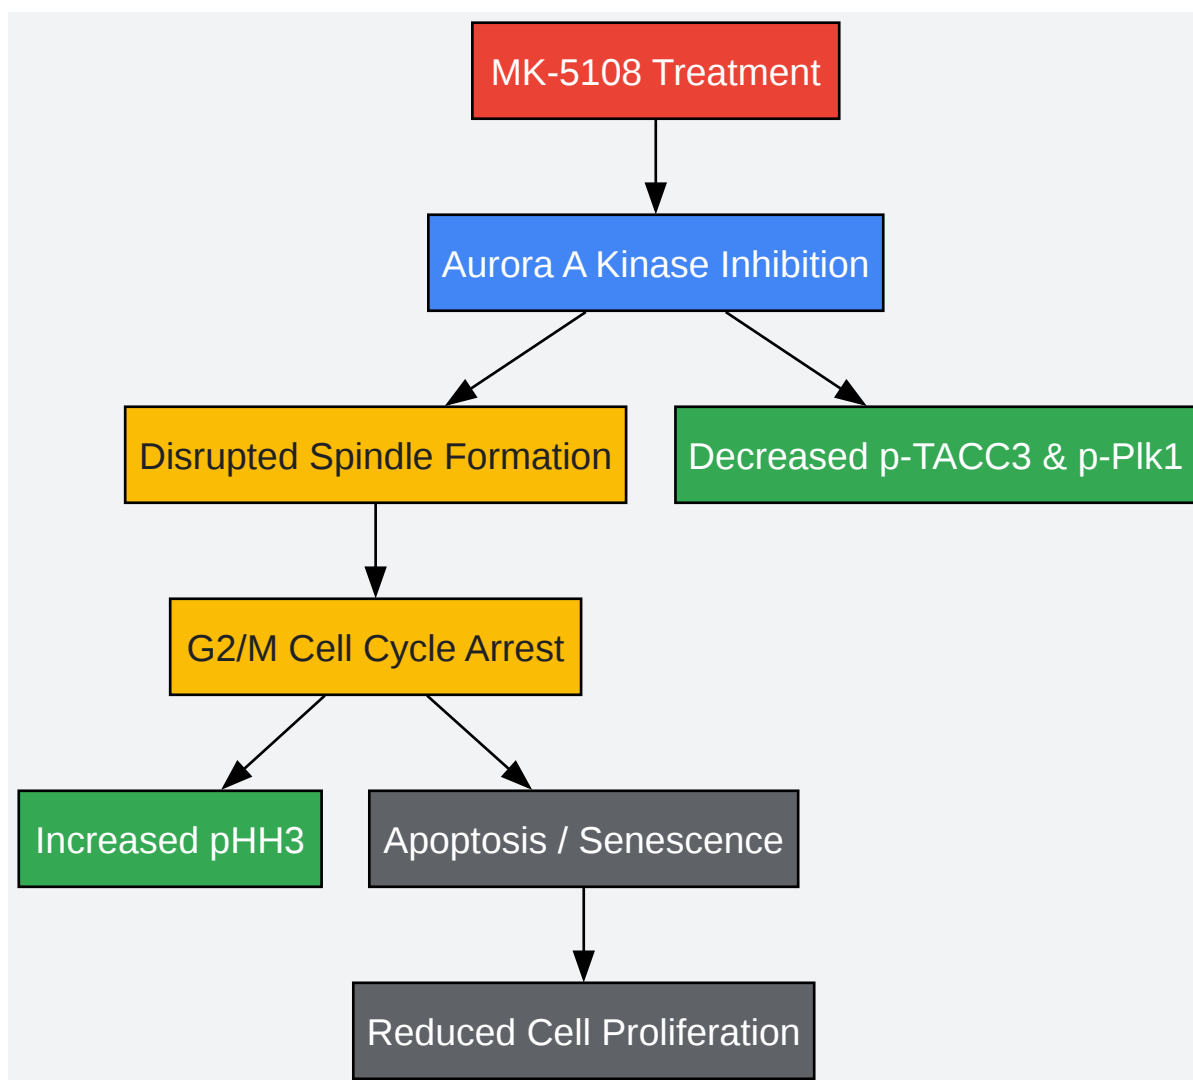 MK-5108 Treatment
Aurora A Kinase Inhibition
Disrupted Spindle Formation
Decreased p-TACC3 & p-Plk1
G2/M Cell Cycle Arrest
Increased pHH3
Apoptosis / Senescence
Reduced Cell Proliferation